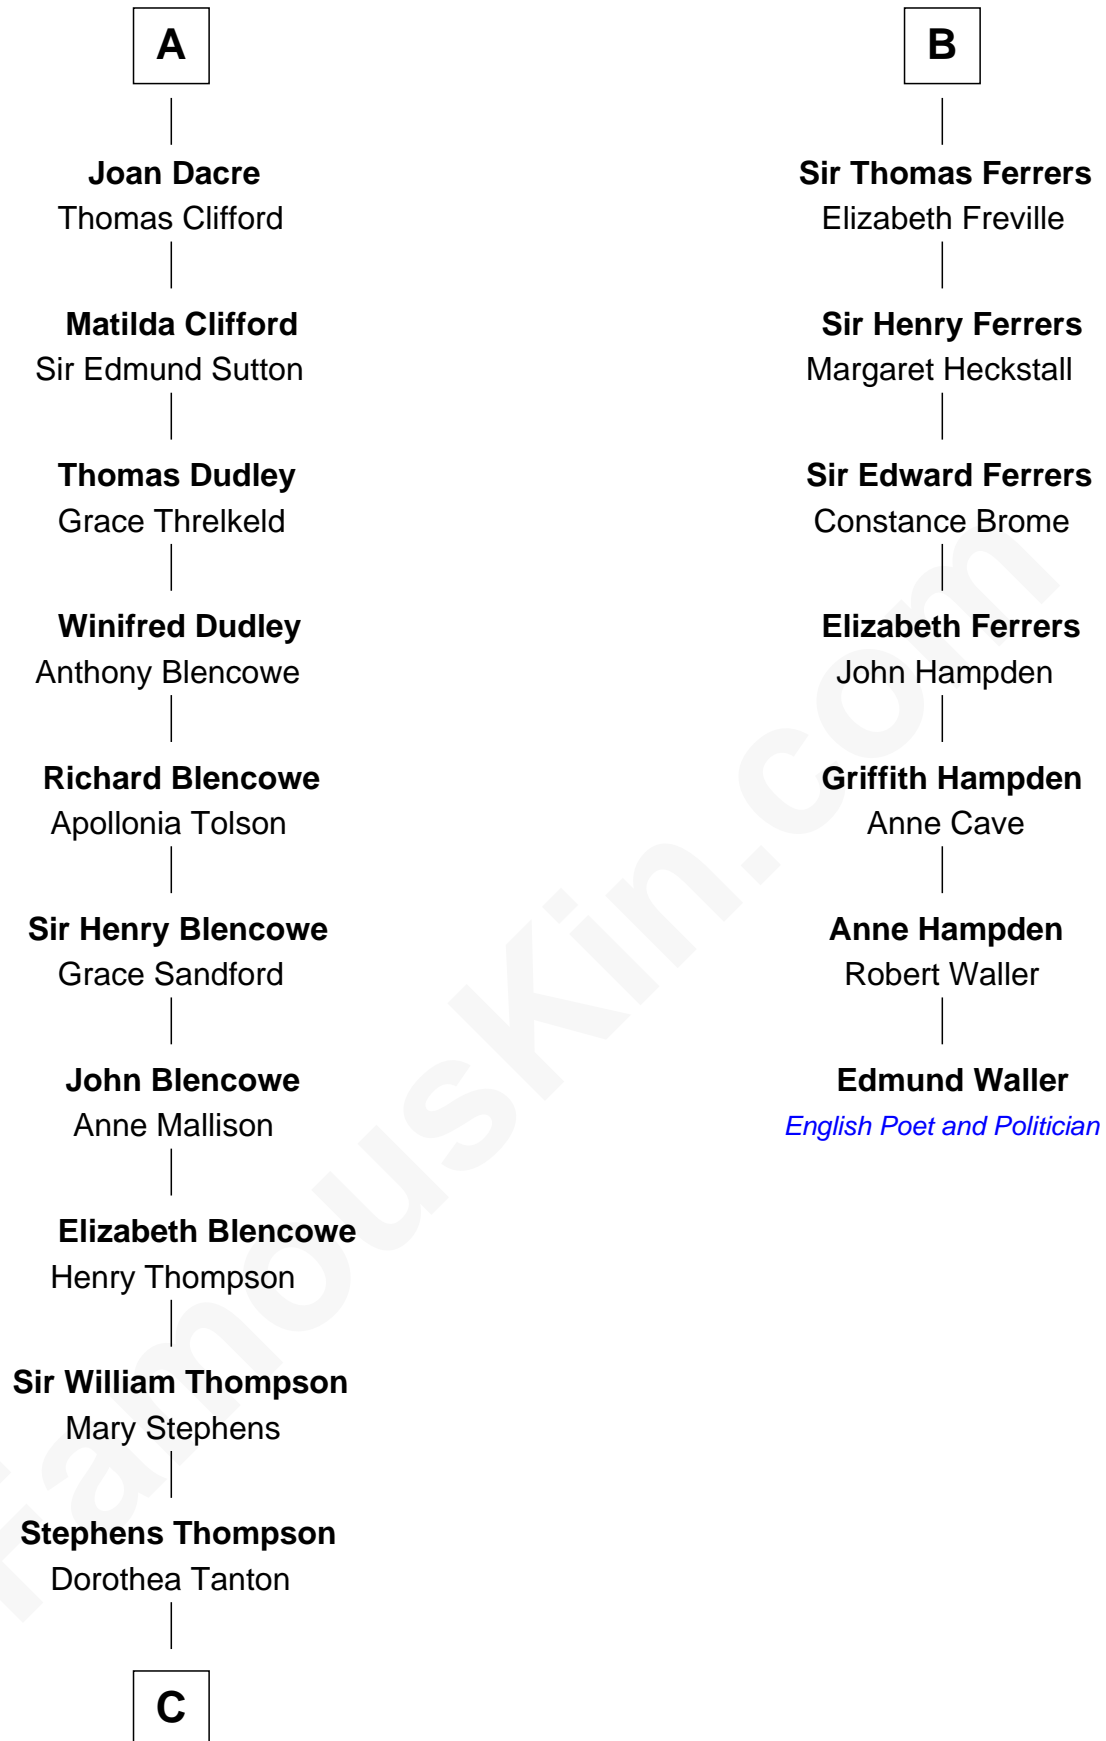 A
Joan Dacre
Thomas Clifford
Matilda Clifford
Sir Edmund Sutton
Thomas Dudley
Grace Threlkeld
Winifred Dudley
Anthony Blencowe
Richard Blencowe
Apollonia Tolson
Sir Henry Blencowe
Grace Sandford
John Blencowe
Anne Mallison
Elizabeth Blencowe
Henry Thompson
Sir William Thompson
Mary Stephens
Stephens Thompson
Dorothea Tanton
C
B
Sir Thomas Ferrers
Elizabeth Freville
Sir Henry Ferrers
Margaret Heckstall
Sir Edward Ferrers
Constance Brome
Elizabeth Ferrers
John Hampden
Griffith Hampden
Anne Cave
Anne Hampden
Robert Waller
Edmund Waller
English Poet and Politician
FamousKin.com